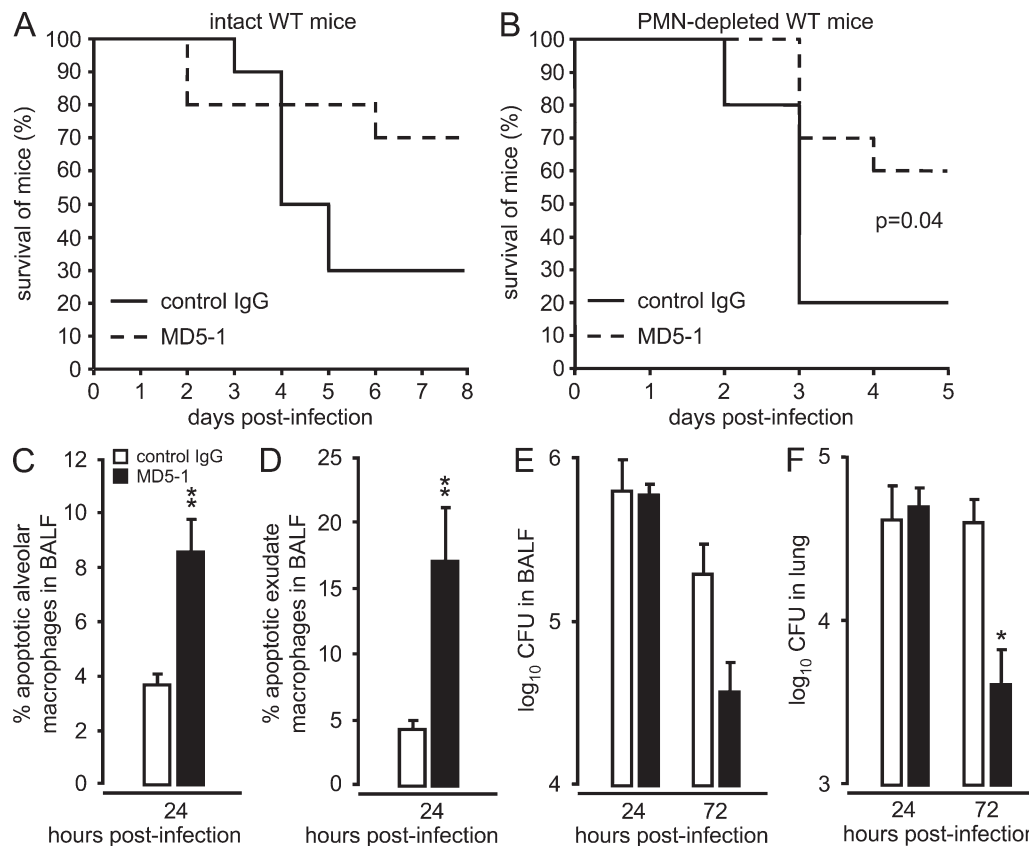 A
intact WT mice
survival of mice (%)
100
90
80
70
60
50
40
30
20
10
0
control IgG
MD5-1
0 1 2 3 4 5 6 7 8
days post-infection
B
PMN-depleted WT mice
survival of mice (%)
100
90
80
70
60
50
40
30
20
10
0
p=0.04
control IgG
MD5-1
0 1 2 3 4 5
days post-infection
C
control IgG
MD5-1
% apoptotic alveolar
macrophages in BALF
12
10
8
6
4
2
0
**
24
hours post-infection
D
% apoptotic exudate
macrophages in BALF
25
20
15
10
5
0
**
24
hours post-infection
E
log10 CFU in BALF
6
5
4
24 72
hours post-infection
F
log10 CFU in lung
5
4
3
*
24 72
hours post-infection